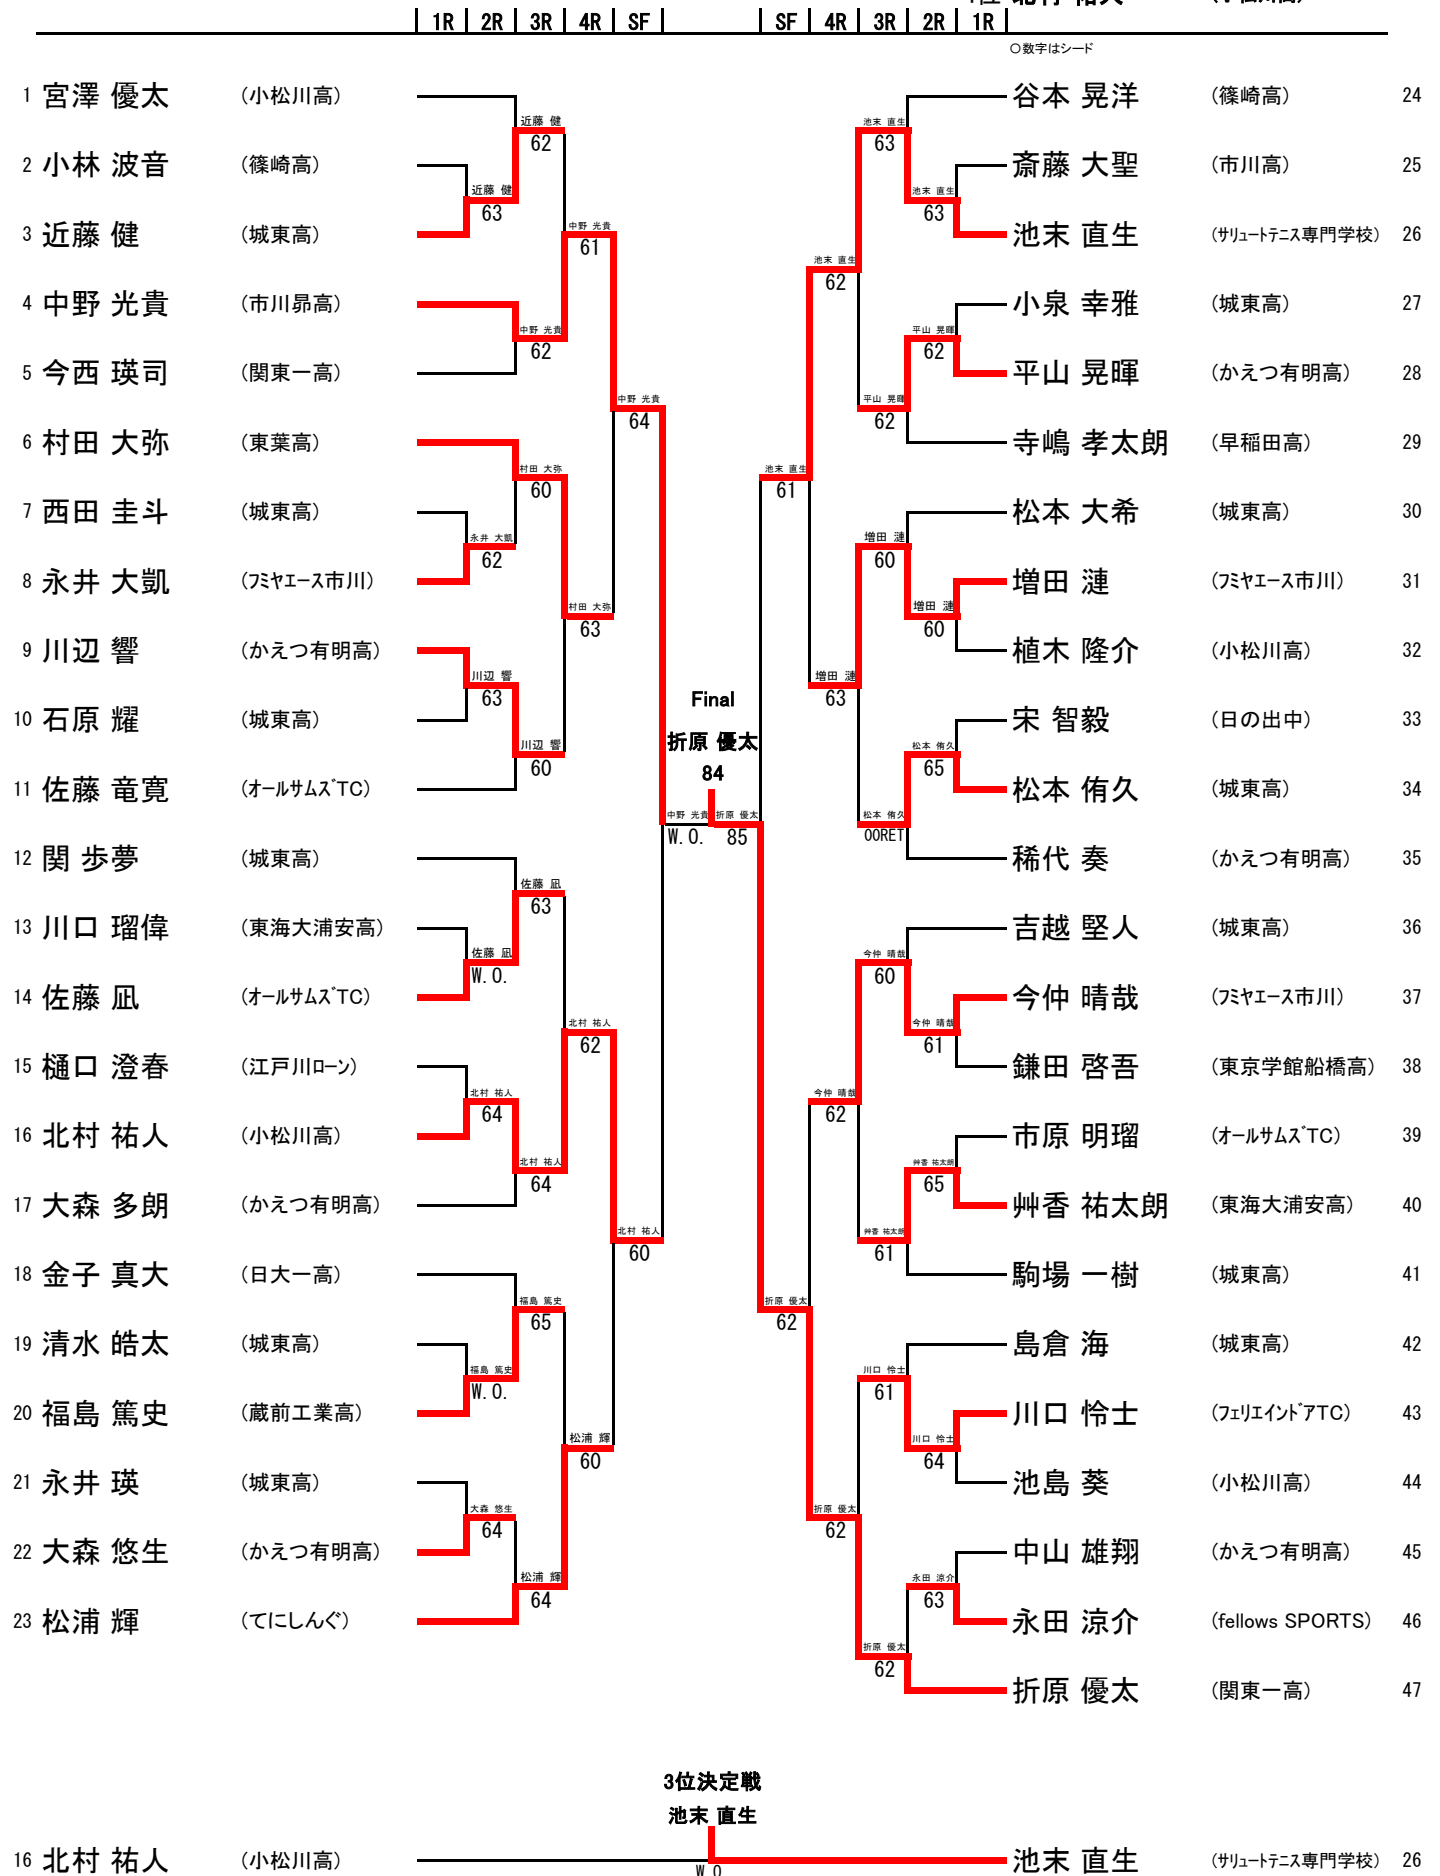 1R 2R 3R 4R SF SF 4R 3R 2R 1R
○数字はシード
1 宮澤 優太 (小松川高)
2 小林 波音 (篠崎高)
3 近藤 健 (城東高)
4 中野 光貴 (市川昴高)
5 今西 瑛司 (関東一高)
6 村田 大弥 (東葉高)
7 西田 圭斗 (城東高)
8 永井 大凱 (フミヤエース市川)
9 川辺 響 (かえつ有明高)
10 石原 耀 (城東高)
11 佐藤 竜寛 (オールサムズTC)
12 関 歩夢 (城東高)
13 川口 瑠偉 (東海大浦安高)
14 佐藤 凪 (オールサムズTC)
15 樋口 澄春 (江戸川ローン)
16 北村 祐人 (小松川高)
17 大森 多朗 (かえつ有明高)
18 金子 真大 (日大一高)
19 清水 皓太 (城東高)
20 福島 篤史 (蔵前工業高)
21 永井 瑛 (城東高)
22 大森 悠生 (かえつ有明高)
23 松浦 輝 (てにしんぐ)
近藤 健
63
永井 大凱
62
川辺 響
63
佐藤 凪
W.O.
北村 祐人
64
福島 篤史
W.O.
大森 悠生
64
近藤 健
62
中野 光貴
62
村田 大弥
60
川辺 響
60
佐藤 凪
63
北村 祐人
64
福島 篤史
65
松浦 輝
64
中野 光貴
61
村田 大弥
63
北村 祐人
62
松浦 輝
60
中野 光貴
64
北村 祐人
60
Final
折原 優太
84
中野 光貴 折原 優太
W.O. 85
池末 直生
61
折原 優太
62
池末 直生
62
増田 漣
63
今仲 晴哉
62
折原 優太
62
池末 直生
63
平山 晃暉
62
増田 漣
60
松本 侑久
00RET
今仲 晴哉
60
艸香 祐太朗
61
川口 怜士
61
折原 優太
62
池末 直生
63
平山 晃暉
62
増田 漣
60
松本 侑久
65
今仲 晴哉
61
艸香 祐太朗
65
川口 怜士
64
永田 涼介
63
谷本 晃洋 (篠崎高) 24
斎藤 大聖 (市川高) 25
池末 直生 (サリュートテニス専門学校) 26
小泉 幸雅 (城東高) 27
平山 晃暉 (かえつ有明高) 28
寺嶋 孝太朗 (早稲田高) 29
松本 大希 (城東高) 30
増田 漣 (フミヤエース市川) 31
植木 隆介 (小松川高) 32
宋 智毅 (日の出中) 33
松本 侑久 (城東高) 34
稀代 奏 (かえつ有明高) 35
吉越 堅人 (城東高) 36
今仲 晴哉 (フミヤエース市川) 37
鎌田 啓吾 (東京学館船橋高) 38
市原 明瑠 (オールサムズTC) 39
艸香 祐太朗 (東海大浦安高) 40
駒場 一樹 (城東高) 41
島倉 海 (城東高) 42
川口 怜士 (フェリエインドアTC) 43
池島 葵 (小松川高) 44
中山 雄翔 (かえつ有明高) 45
永田 涼介 (fellows SPORTS) 46
折原 優太 (関東一高) 47
3位決定戦
池末 直生
16 北村 祐人 (小松川高) W.O. 池末 直生 (サリュートテニス専門学校) 26